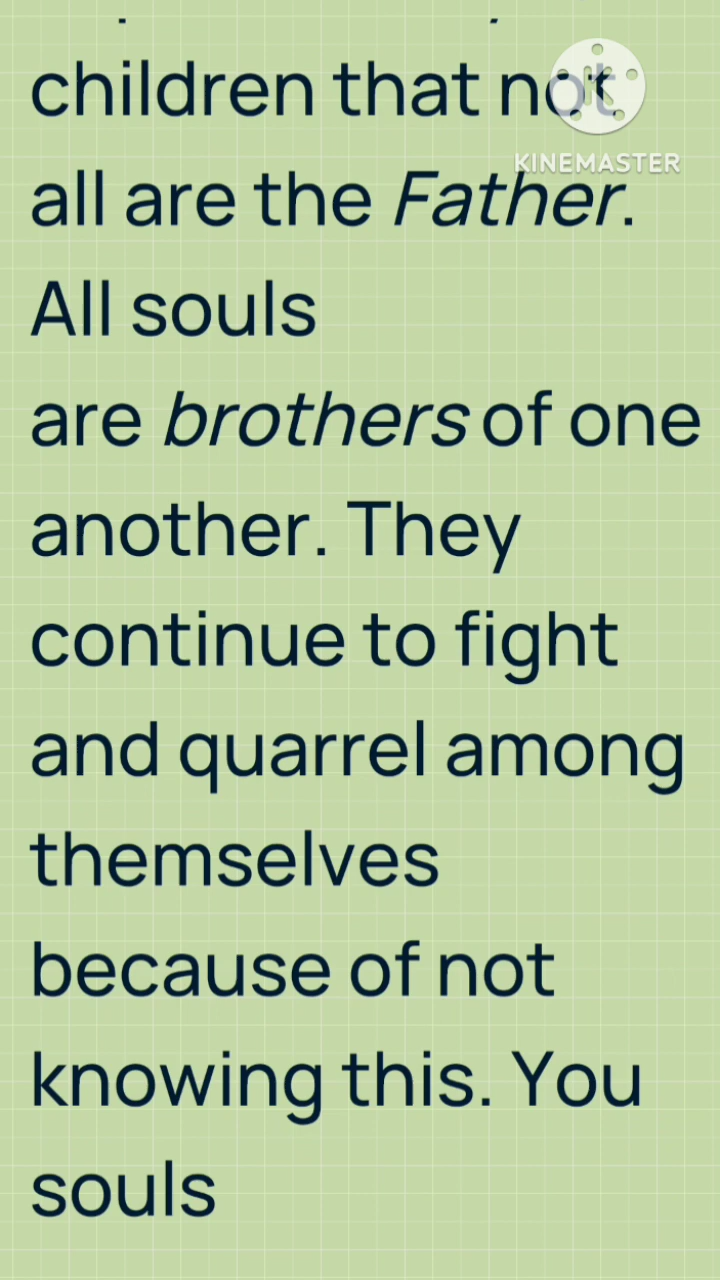 children that not
KINEMASTER
all are the Father.
All souls
are brothers of one
another. They
continue to fight
and quarrel among
themselves
because of not
knowing this. You
souls